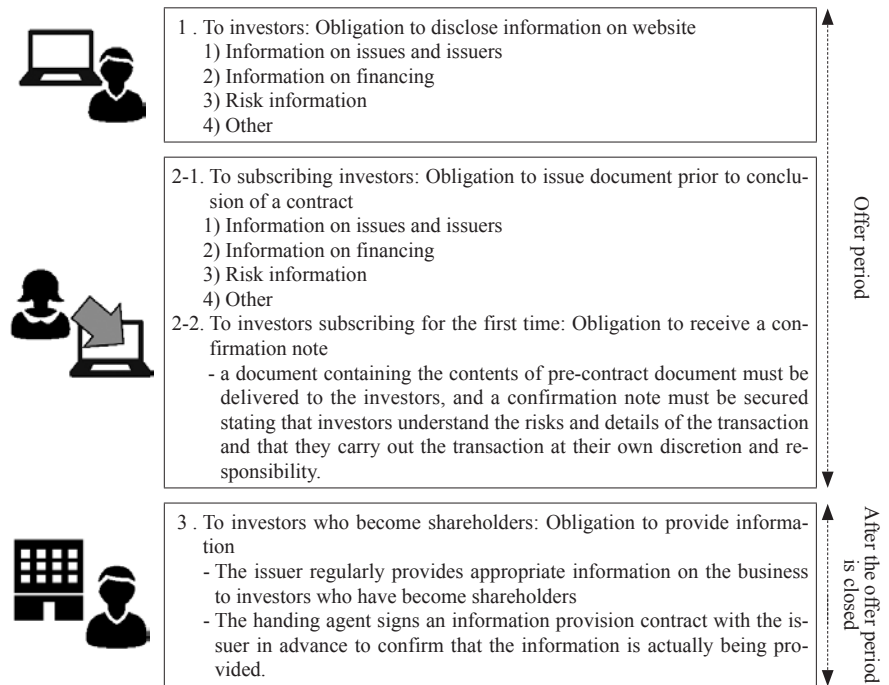 1 . To investors: Obligation to disclose information on website
1) Information on issues and issuers
2) Information on financing
3) Risk information
4) Other
2-1. To subscribing investors: Obligation to issue document prior to conclu-
sion of a contract
1) Information on issues and issuers
2) Information on financing
3) Risk information
4) Other
2-2. To investors subscribing for the first time: Obligation to receive a con-
firmation note
- a document containing the contents of pre-contract document must be
delivered to the investors, and a confirmation note must be secured
stating that investors understand the risks and details of the transaction
and that they carry out the transaction at their own discretion and re-
sponsibility.
Offer period
3 . To investors who become shareholders: Obligation to provide informa-
tion
- The issuer regularly provides appropriate information on the business
to investors who have become shareholders
- The handing agent signs an information provision contract with the is-
suer in advance to confirm that the information is actually being pro-
vided.
After the offer period
is closed